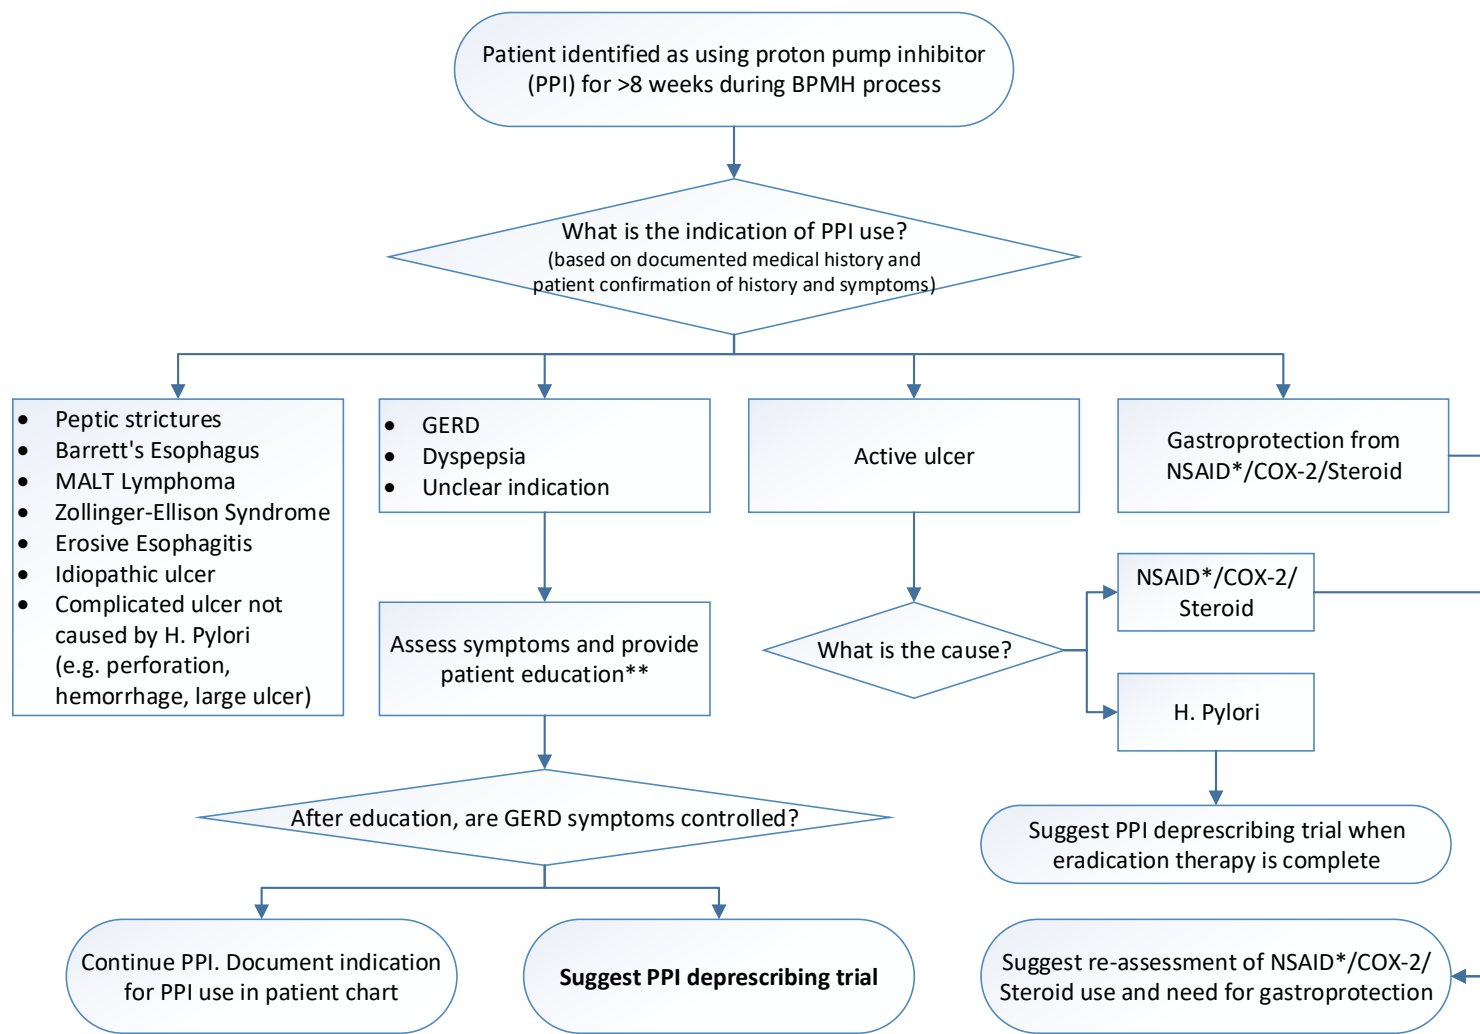 Patient identified as using proton pump inhibitor
(PPI) for >8 weeks during BPMH process
What is the indication of PPI use?
(based on documented medical history and
patient confirmation of history and symptoms)
• Peptic strictures
• Barrett's Esophagus
• MALT Lymphoma
• Zollinger-Ellison Syndrome
• Erosive Esophagitis
• Idiopathic ulcer
• Complicated ulcer not
caused by H. Pylori
(e.g. perforation,
hemorrhage, large ulcer)
• GERD
• Dyspepsia
• Unclear indication
Active ulcer
Gastroprotection from
NSAID*/COX-2/Steroid
Assess symptoms and provide
patient education**
What is the cause?
NSAID*/COX-2/
Steroid
H. Pylori
After education, are GERD symptoms controlled?
Suggest PPI deprescribing trial when
eradication therapy is complete
Continue PPI. Document indication
for PPI use in patient chart
Suggest PPI deprescribing trial
Suggest re-assessment of NSAID*/COX-2/
Steroid use and need for gastroprotection